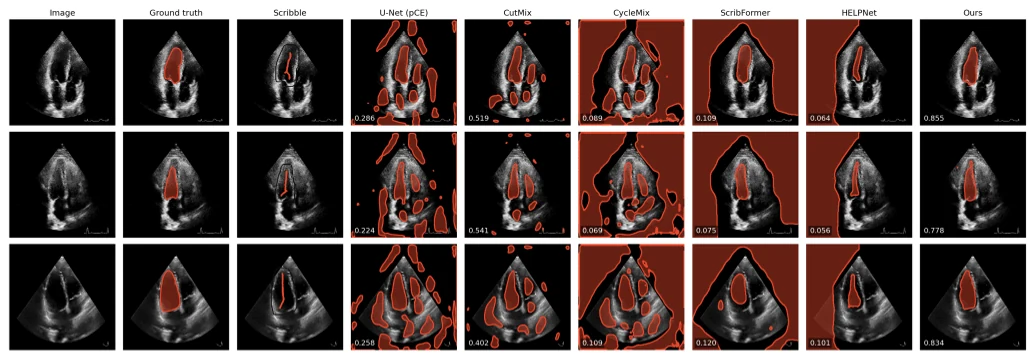 Image Ground truth Scribble U-Net (pCE) CutMix CycleMix ScribFormer HELPNet Ours
0.286 0.519 0.089 0.109 0.064 0.855
0.224 0.541 0.069 0.075 0.056 0.778
0.258 0.402 0.109 0.120 0.101 0.834